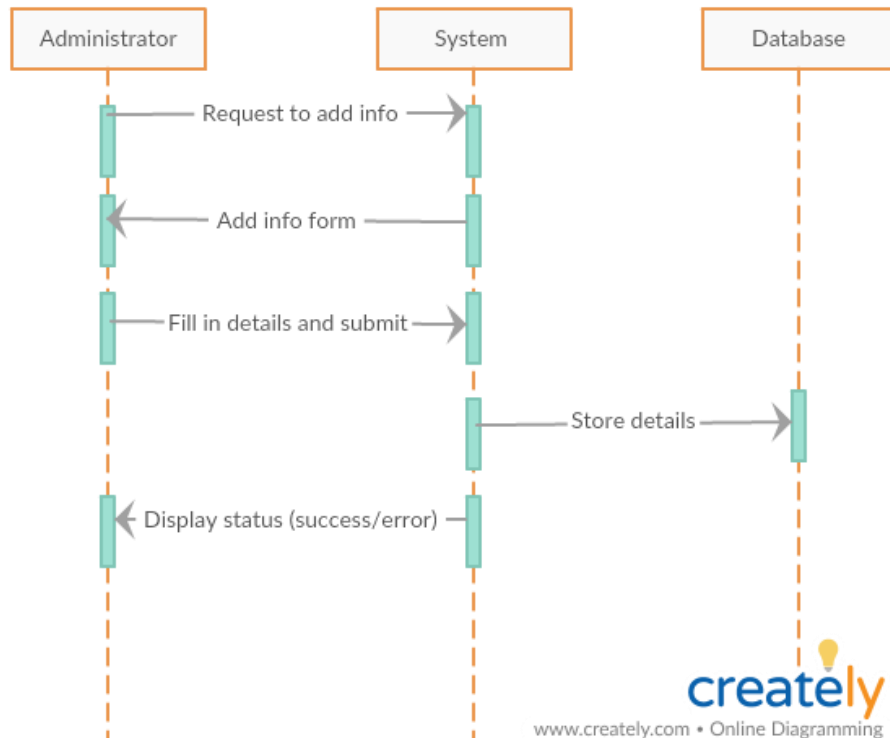 Administrator
System
Database
Request to add info
Add info form
Fill in details and submit
Store details
Display status (success/error)
creately
www.creately.com • Online Diagramming